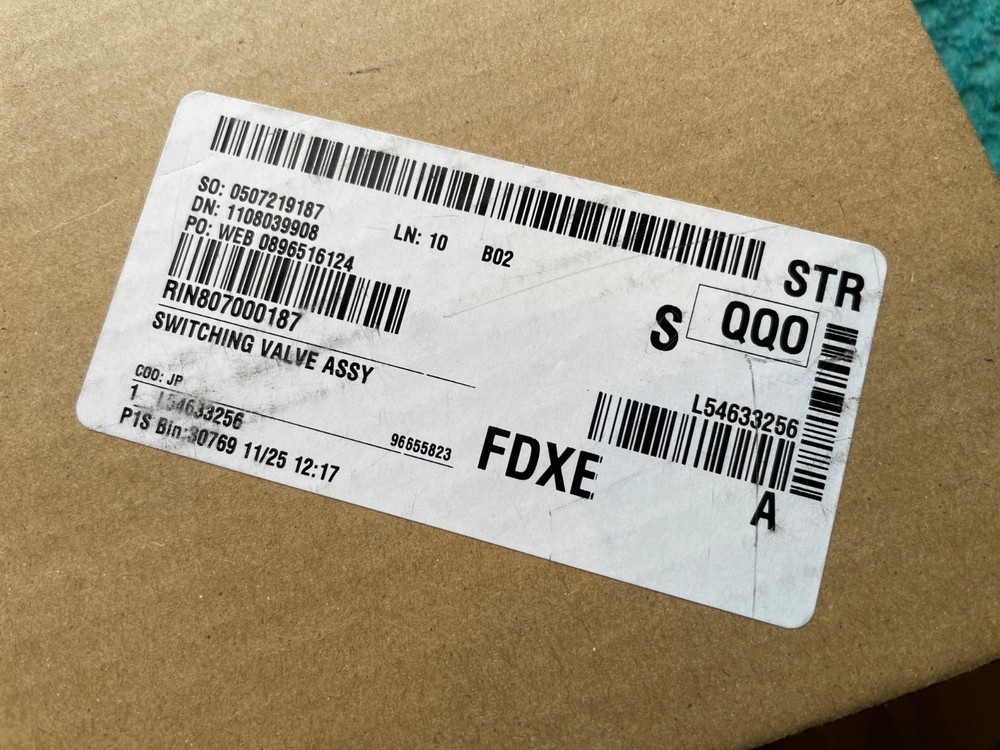 SO: 0507219187
DN: 1108039908
PO: WEB 0896516124
LN: 10 B02
STR
S QQO
RIN807000187
SWITCHING VALVE ASSY
L54633256
COO: JP
1 L54633256
96655823
FDXE
A
P1S Bin:30769 11/25 12:17